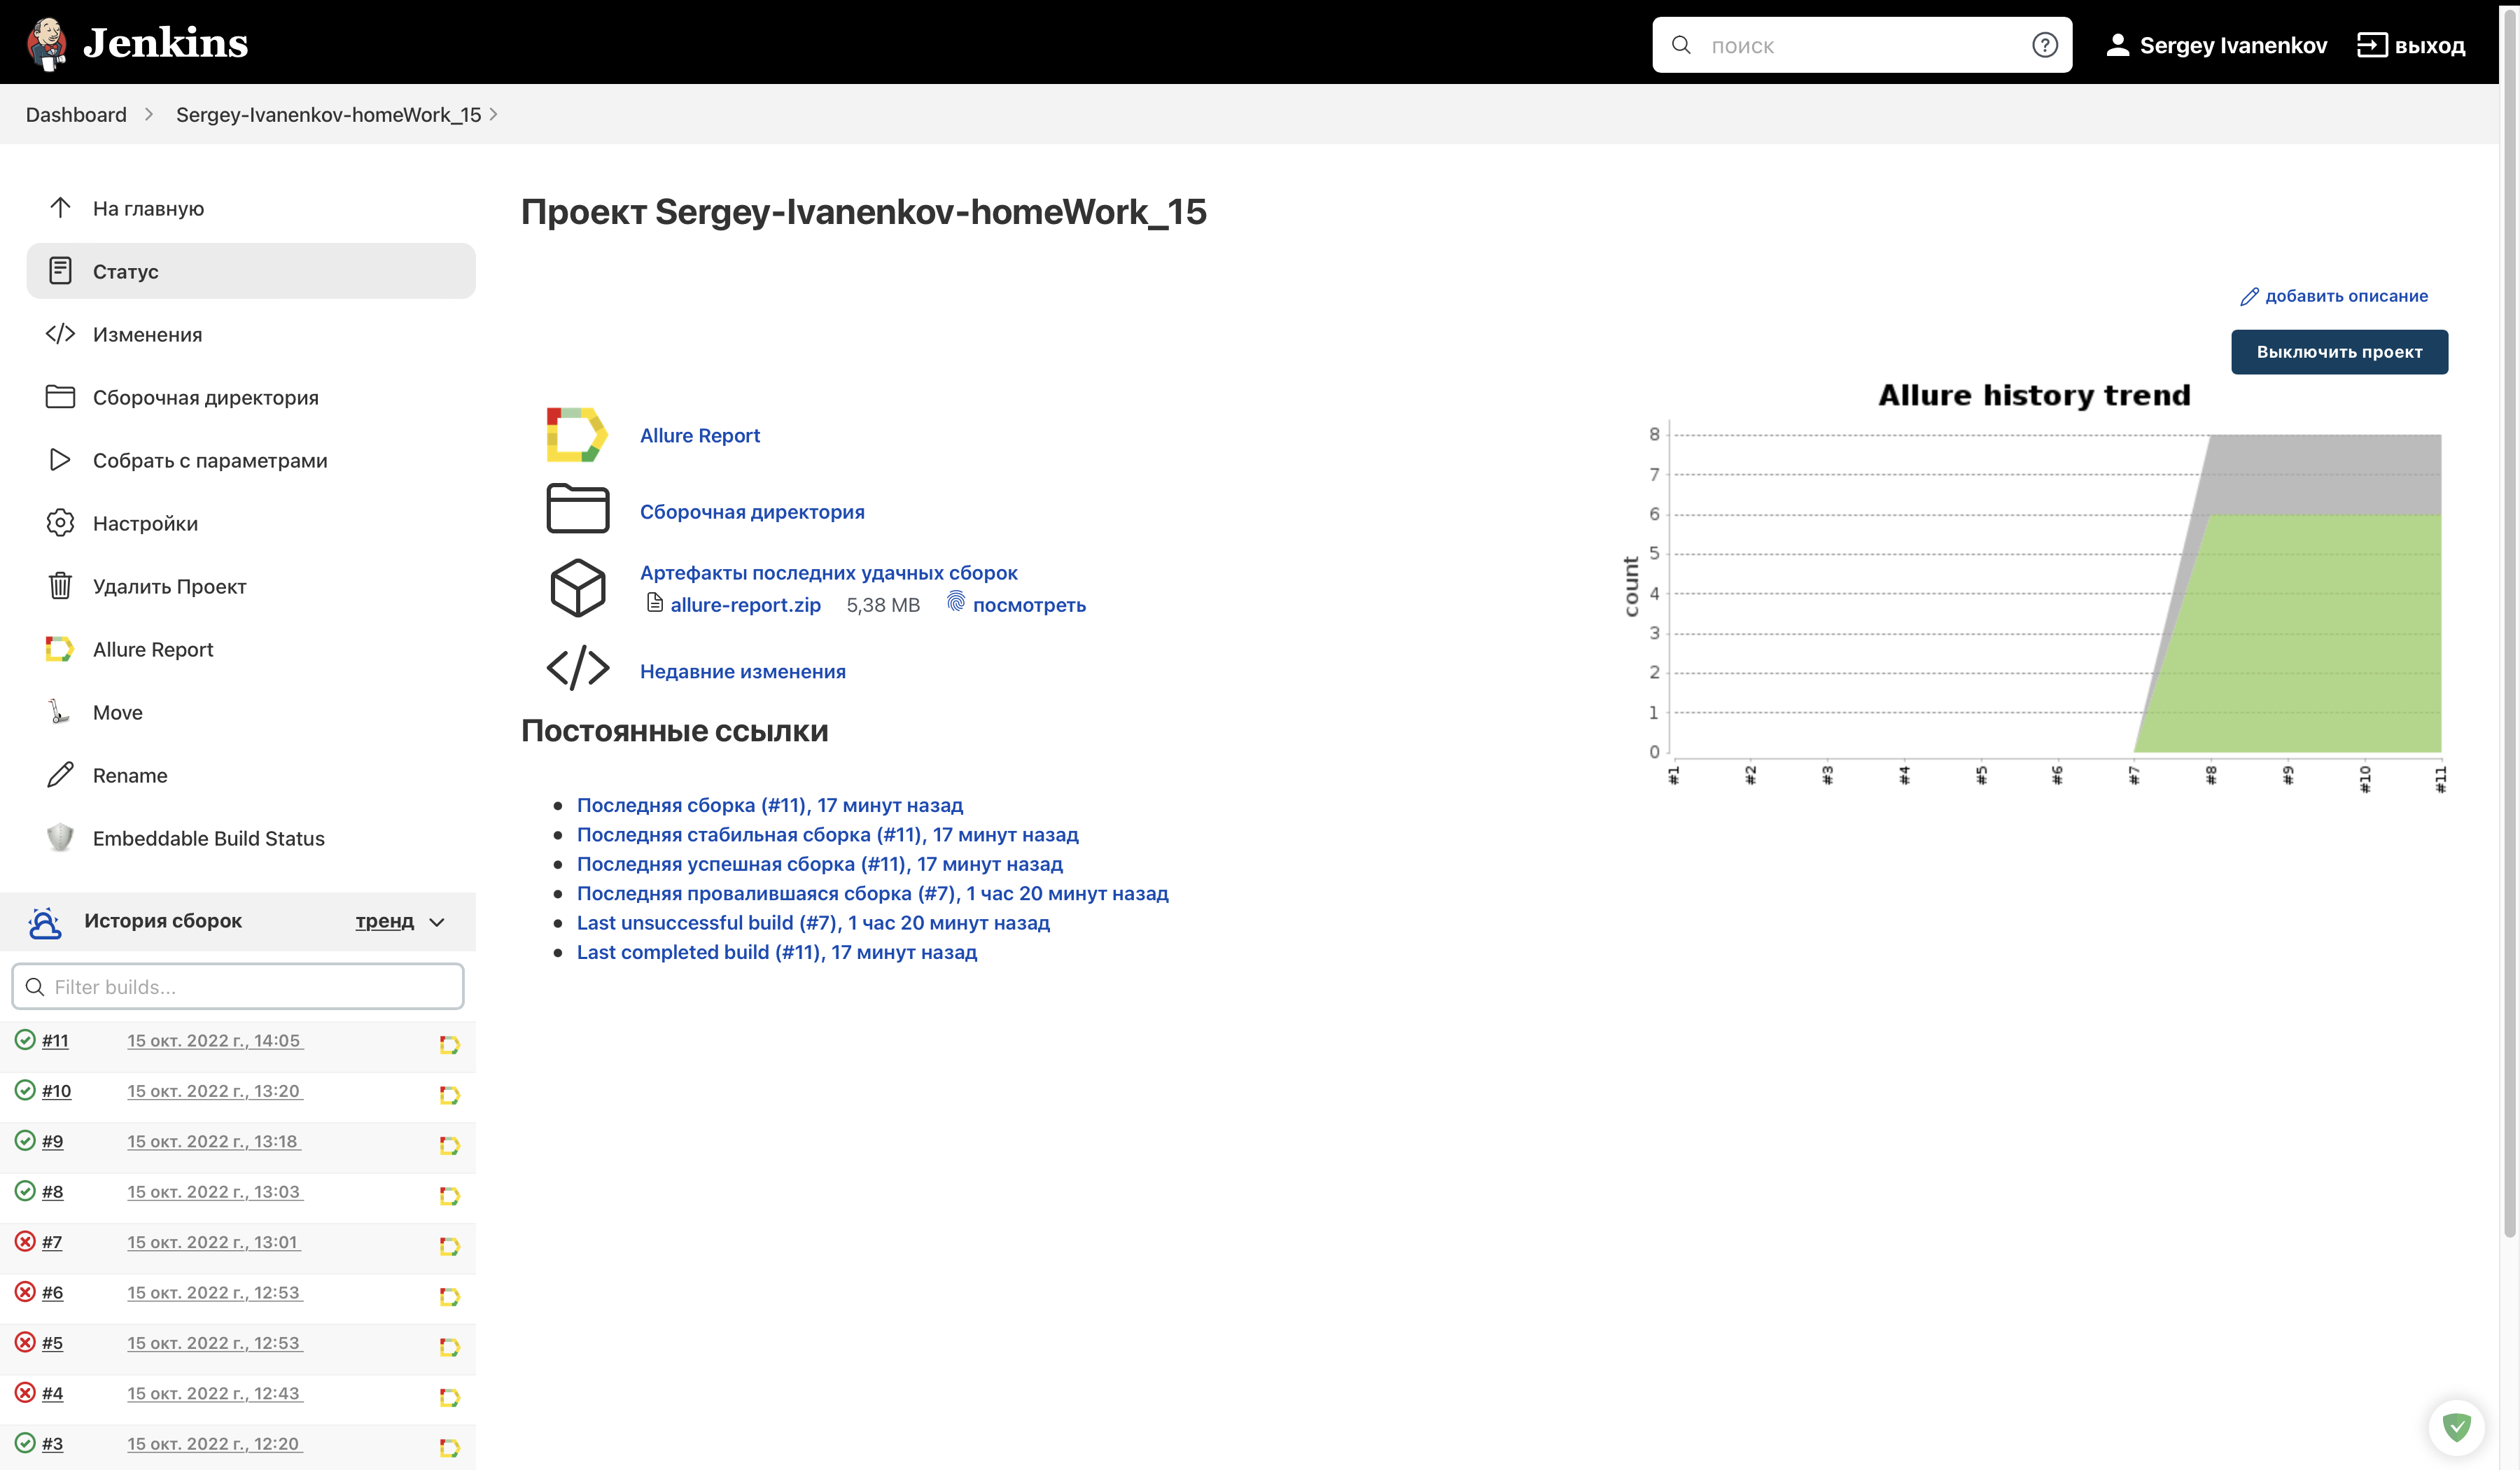 Jenkins
поиск
Sergey Ivanenkov
выход
Dashboard
Sergey-Ivanenkov-homeWork_15
На главную
Статус
Изменения
Сборочная директория
Собрать с параметрами
Настройки
Удалить Проект
Allure Report
Move
Rename
Embeddable Build Status
История сборок
тренд
Filter builds...
#11 15 окт. 2022 г., 14:05
#10 15 окт. 2022 г., 13:20
#9 15 окт. 2022 г., 13:18
#8 15 окт. 2022 г., 13:03
#7 15 окт. 2022 г., 13:01
#6 15 окт. 2022 г., 12:53
#5 15 окт. 2022 г., 12:53
#4 15 окт. 2022 г., 12:43
#3 15 окт. 2022 г., 12:20
Проект Sergey-Ivanenkov-homeWork_15
добавить описание
Выключить проект
Allure Report
Сборочная директория
Артефакты последних удачных сборок
allure-report.zip 5,38 MB посмотреть
Недавние изменения
Постоянные ссылки
Последняя сборка (#11), 17 минут назад
Последняя стабильная сборка (#11), 17 минут назад
Последняя успешная сборка (#11), 17 минут назад
Последняя провалившаяся сборка (#7), 1 час 20 минут назад
Last unsuccessful build (#7), 1 час 20 минут назад
Last completed build (#11), 17 минут назад
Allure history trend
count
8
7
6
5
4
3
2
1
0
#1 #2 #3 #4 #5 #6 #7 #8 #9 #10 #11